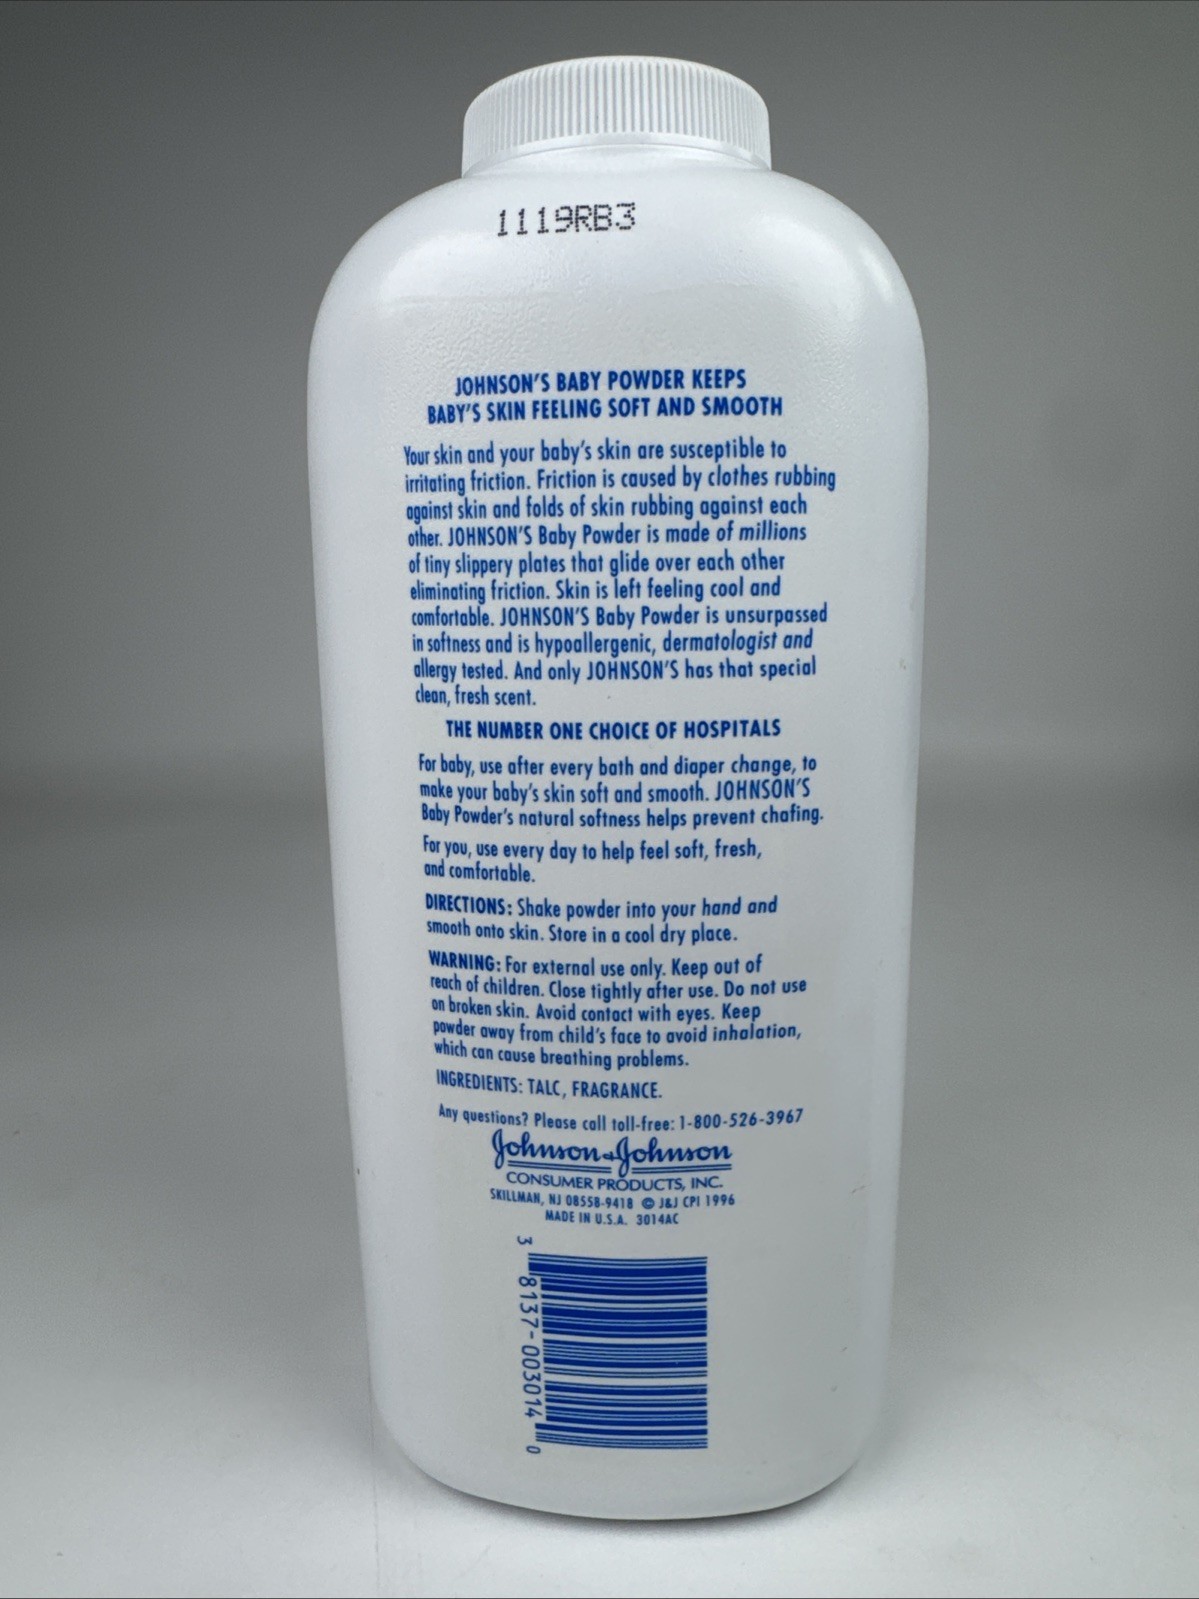 1119RB3
JOHNSON'S BABY POWDER KEEPS
BABY'S SKIN FEELING SOFT AND SMOOTH
Your skin and your baby's skin are susceptible to
irritating friction. Friction is caused by clothes rubbing
against skin and folds of skin rubbing against each
other. JOHNSON'S Baby Powder is made of millions
of tiny slippery plates that glide over each other
eliminating friction. Skin is left feeling cool and
comfortable. JOHNSON'S Baby Powder is unsurpassed
in softness and is hypoallergenic, dermatologist and
allergy tested. And only JOHNSON'S has that special
clean, fresh scent.
THE NUMBER ONE CHOICE OF HOSPITALS
For baby, use after every bath and diaper change, to
make your baby's skin soft and smooth. JOHNSON'S
Baby Powder's natural softness helps prevent chafing.
For you, use every day to help feel soft, fresh,
and comfortable.
DIRECTIONS: Shake powder into your hand and
smooth onto skin. Store in a cool dry place.
WARNING: For external use only. Keep out of
reach of children. Close tightly after use. Do not use
on broken skin. Avoid contact with eyes. Keep
powder away from child's face to avoid inhalation,
which can cause breathing problems.
INGREDIENTS: TALC, FRAGRANCE.
Any questions? Please call toll-free: 1-800-526-3967
Johnson & Johnson
CONSUMER PRODUCTS, INC.
SKILLMAN, NJ 08558-9418 © J&J CPI 1996
MADE IN U.S.A. 3014AC
3 8137-003014 0